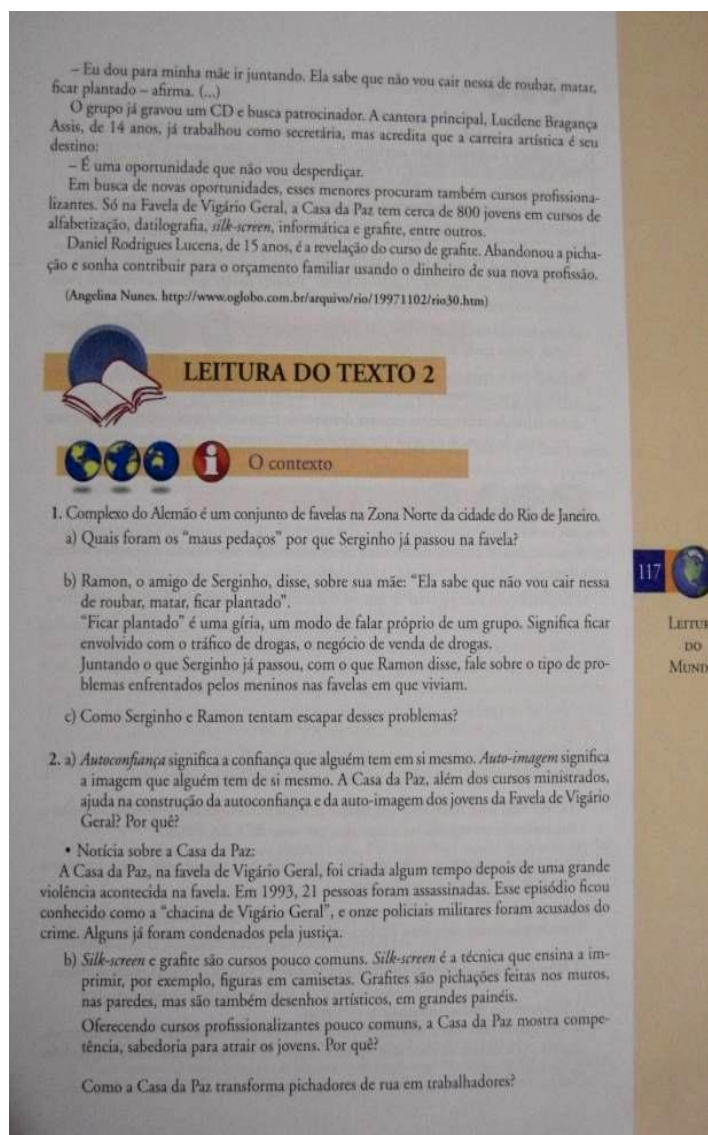 – Eu dou para minha mãe ir juntando. Ela sabe que não vou cair nessa de roubar, matar,
ficar plantado – afirma. (...)
O grupo já gravou um CD e busca patrocinador. A cantora principal, Lucilene Bragança
Assis, de 14 anos, já trabalhou como secretária, mas acredita que a carreira artística é seu
destino:
– É uma oportunidade que não vou desperdiçar.
Em busca de novas oportunidades, esses menores procuram também cursos profissiona-
lizantes. Só na Favela de Vigário Geral, a Casa da Paz tem cerca de 800 jovens em cursos de
alfabetização, datilografia, silk-screen, informática e grafite, entre outros.
Daniel Rodrigues Lucena, de 15 anos, é a revelação do curso de grafite. Abandonou a picha-
ção e sonha contribuir para o orçamento familiar usando o dinheiro de sua nova profissão.
(Angelina Nunes. http://www.oglobo.com.br/arquivo/rio/19971102/rio30.htm)
LEITURA DO TEXTO 2
i O contexto
1. Complexo do Alemão é um conjunto de favelas na Zona Norte da cidade do Rio de Janeiro.
a) Quais foram os "maus pedaços" por que Serginho já passou na favela?
b) Ramon, o amigo de Serginho, disse, sobre sua mãe: "Ela sabe que não vou cair nessa
de roubar, matar, ficar plantado".
"Ficar plantado" é uma gíria, um modo de falar próprio de um grupo. Significa ficar
envolvido com o tráfico de drogas, o negócio de venda de drogas.
Juntando o que Serginho já passou, com o que Ramon disse, fale sobre o tipo de pro-
blemas enfrentados pelos meninos nas favelas em que viviam.
c) Como Serginho e Ramon tentam escapar desses problemas?
2. a) Autoconfiança significa a confiança que alguém tem em si mesmo. Auto-imagem significa
a imagem que alguém tem de si mesmo. A Casa da Paz, além dos cursos ministrados,
ajuda na construção da autoconfiança e da auto-imagem dos jovens da Favela de Vigário
Geral? Por quê?
• Notícia sobre a Casa da Paz:
A Casa da Paz, na favela de Vigário Geral, foi criada algum tempo depois de uma grande
violência acontecida na favela. Em 1993, 21 pessoas foram assassinadas. Esse episódio ficou
conhecido como a "chacina de Vigário Geral", e onze policiais militares foram acusados do
crime. Alguns já foram condenados pela justiça.
b) Silk-screen e grafite são cursos pouco comuns. Silk-screen é a técnica que ensina a im-
primir, por exemplo, figuras em camisetas. Grafites são pichações feitas nos muros,
nas paredes, mas são também desenhos artísticos, em grandes painéis.
Oferecendo cursos profissionalizantes pouco comuns, a Casa da Paz mostra compe-
tência, sabedoria para atrair os jovens. Por quê?
Como a Casa da Paz transforma pichadores de rua em trabalhadores?
117
LEITUR
DO
MUND